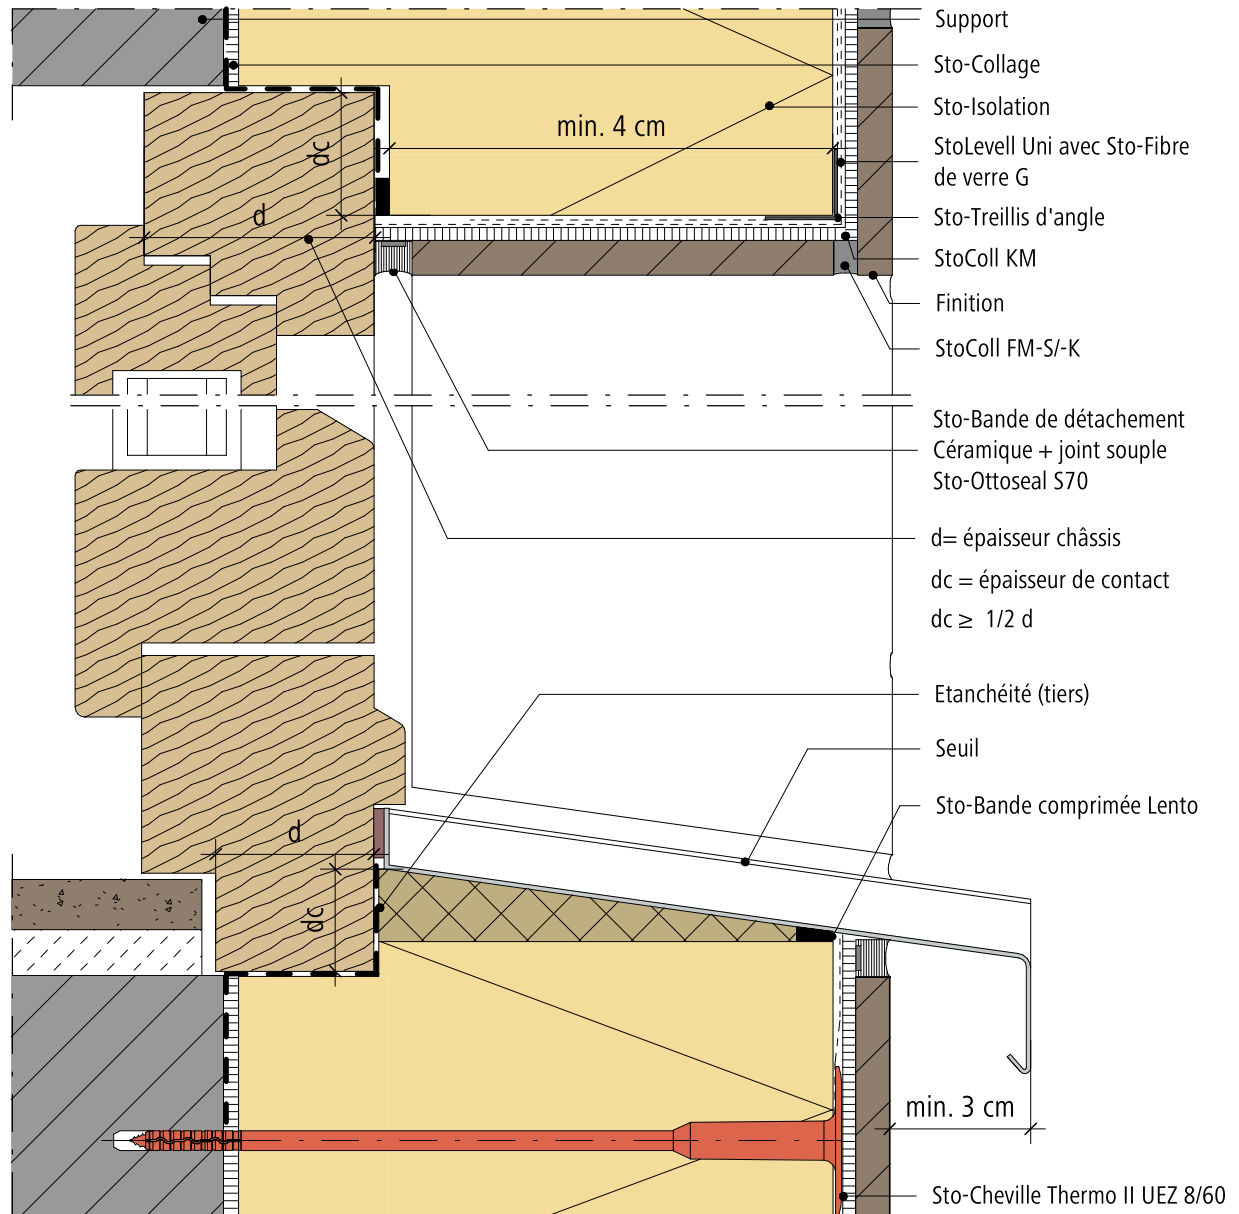 Support
Sto-Collage
Sto-Isolation
min. 4 cm
dc
StoLevell Uni avec Sto-Fibre
de verre G
d
Sto-Treillis d'angle
StoColl KM
Finition
StoColl FM-S/-K
Sto-Bande de détachement
Céramique + joint souple
Sto-Ottoseal S70
d= épaisseur châssis
dc = épaisseur de contact
dc ≥ 1/2 d
Etanchéité (tiers)
Seuil
Sto-Bande comprimée Lento
d
dc
min. 3 cm
Sto-Cheville Thermo II UEZ 8/60